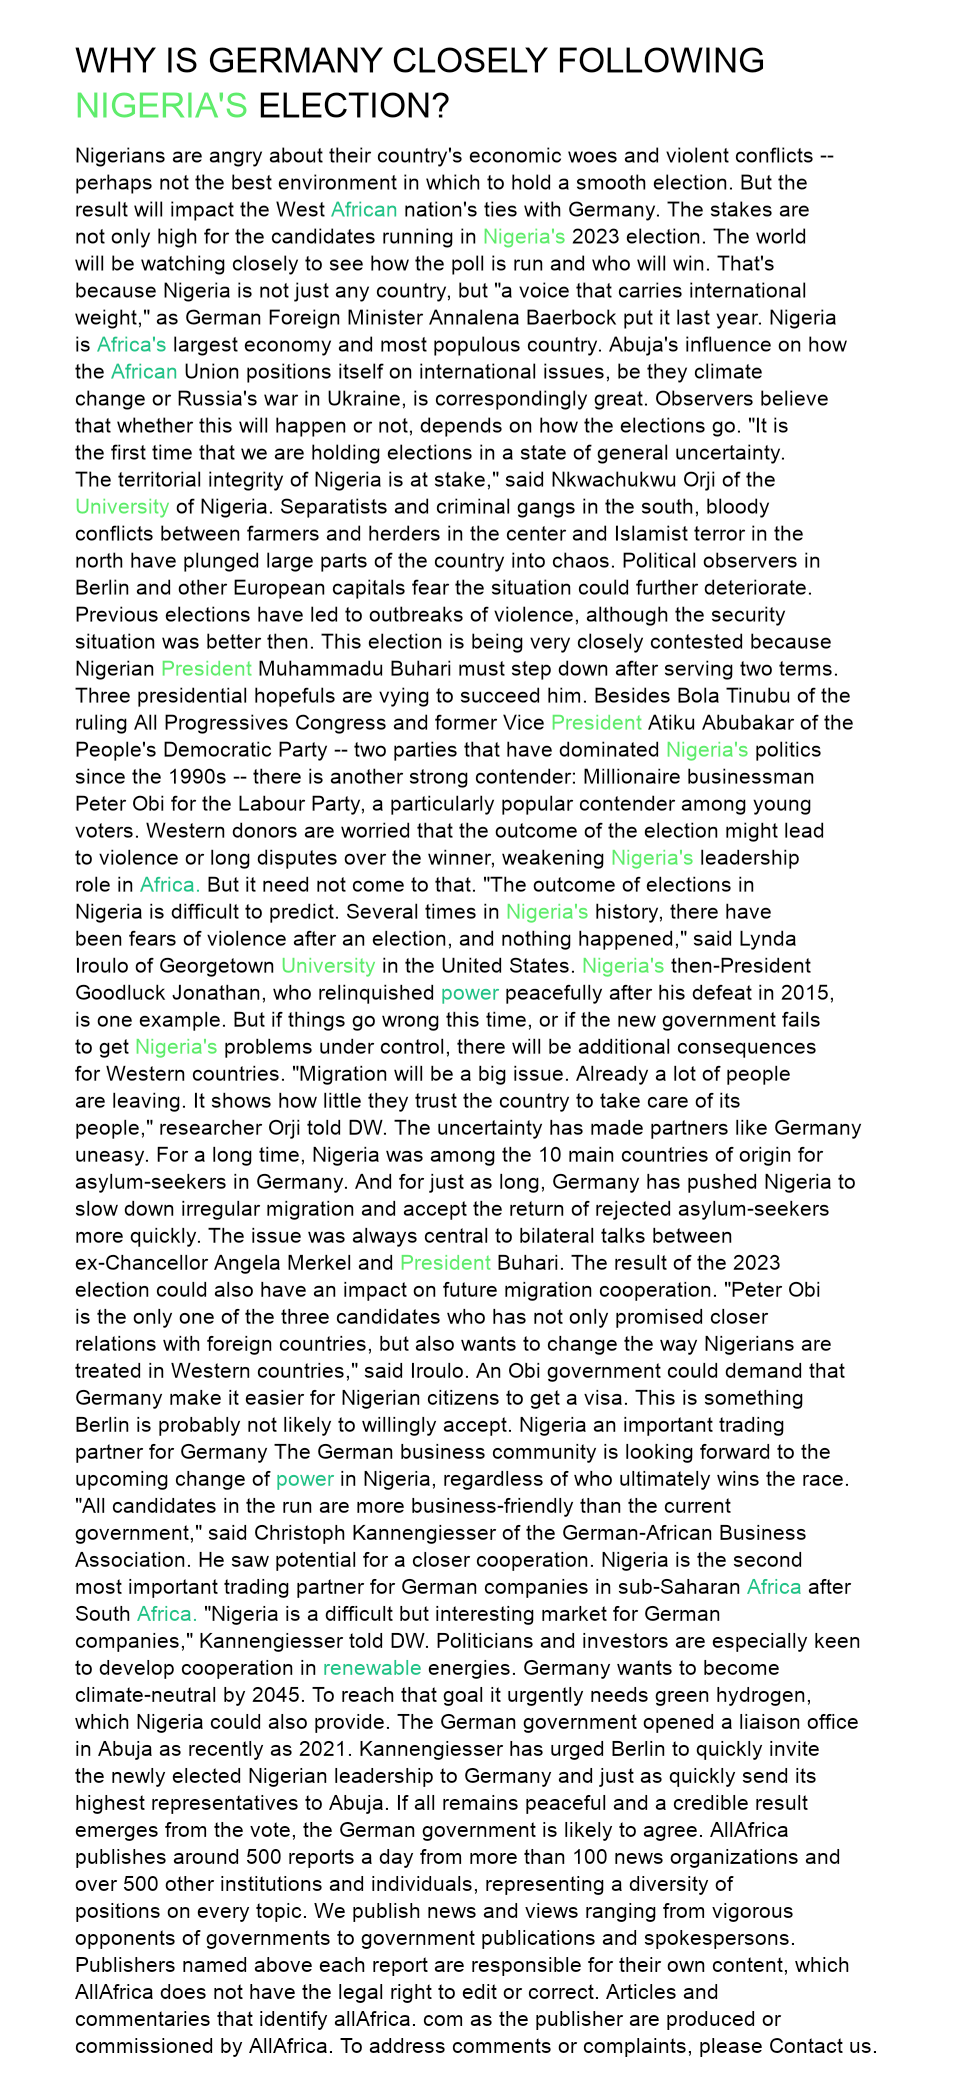 WHY IS GERMANY CLOSELY FOLLOWING
NIGERIA'S ELECTION?
Nigerians are angry about their country's economic woes and violent conflicts --
perhaps not the best environment in which to hold a smooth election. But the
result will impact the West African nation's ties with Germany. The stakes are
not only high for the candidates running in Nigeria's 2023 election. The world
will be watching closely to see how the poll is run and who will win. That's
because Nigeria is not just any country, but "a voice that carries international
weight," as German Foreign Minister Annalena Baerbock put it last year. Nigeria
is Africa's largest economy and most populous country. Abuja's influence on how
the African Union positions itself on international issues, be they climate
change or Russia's war in Ukraine, is correspondingly great. Observers believe
that whether this will happen or not, depends on how the elections go. "It is
the first time that we are holding elections in a state of general uncertainty.
The territorial integrity of Nigeria is at stake," said Nkwachukwu Orji of the
University of Nigeria. Separatists and criminal gangs in the south, bloody
conflicts between farmers and herders in the center and Islamist terror in the
north have plunged large parts of the country into chaos. Political observers in
Berlin and other European capitals fear the situation could further deteriorate.
Previous elections have led to outbreaks of violence, although the security
situation was better then. This election is being very closely contested because
Nigerian President Muhammadu Buhari must step down after serving two terms.
Three presidential hopefuls are vying to succeed him. Besides Bola Tinubu of the
ruling All Progressives Congress and former Vice President Atiku Abubakar of the
People's Democratic Party -- two parties that have dominated Nigeria's politics
since the 1990s -- there is another strong contender: Millionaire businessman
Peter Obi for the Labour Party, a particularly popular contender among young
voters. Western donors are worried that the outcome of the election might lead
to violence or long disputes over the winner, weakening Nigeria's leadership
role in Africa. But it need not come to that. "The outcome of elections in
Nigeria is difficult to predict. Several times in Nigeria's history, there have
been fears of violence after an election, and nothing happened," said Lynda
Iroulo of Georgetown University in the United States. Nigeria's then-President
Goodluck Jonathan, who relinquished power peacefully after his defeat in 2015,
is one example. But if things go wrong this time, or if the new government fails
to get Nigeria's problems under control, there will be additional consequences
for Western countries. "Migration will be a big issue. Already a lot of people
are leaving. It shows how little they trust the country to take care of its
people," researcher Orji told DW. The uncertainty has made partners like Germany
uneasy. For a long time, Nigeria was among the 10 main countries of origin for
asylum-seekers in Germany. And for just as long, Germany has pushed Nigeria to
slow down irregular migration and accept the return of rejected asylum-seekers
more quickly. The issue was always central to bilateral talks between
ex-Chancellor Angela Merkel and President Buhari. The result of the 2023
election could also have an impact on future migration cooperation. "Peter Obi
is the only one of the three candidates who has not only promised closer
relations with foreign countries, but also wants to change the way Nigerians are
treated in Western countries," said Iroulo. An Obi government could demand that
Germany make it easier for Nigerian citizens to get a visa. This is something
Berlin is probably not likely to willingly accept. Nigeria an important trading
partner for Germany The German business community is looking forward to the
upcoming change of power in Nigeria, regardless of who ultimately wins the race.
"All candidates in the run are more business-friendly than the current
government," said Christoph Kannengiesser of the German-African Business
Association. He saw potential for a closer cooperation. Nigeria is the second
most important trading partner for German companies in sub-Saharan Africa after
South Africa. "Nigeria is a difficult but interesting market for German
companies," Kannengiesser told DW. Politicians and investors are especially keen
to develop cooperation in renewable energies. Germany wants to become
climate-neutral by 2045. To reach that goal it urgently needs green hydrogen,
which Nigeria could also provide. The German government opened a liaison office
in Abuja as recently as 2021. Kannengiesser has urged Berlin to quickly invite
the newly elected Nigerian leadership to Germany and just as quickly send its
highest representatives to Abuja. If all remains peaceful and a credible result
emerges from the vote, the German government is likely to agree. AllAfrica
publishes around 500 reports a day from more than 100 news organizations and
over 500 other institutions and individuals, representing a diversity of
positions on every topic. We publish news and views ranging from vigorous
opponents of governments to government publications and spokespersons.
Publishers named above each report are responsible for their own content, which
AllAfrica does not have the legal right to edit or correct. Articles and
commentaries that identify allAfrica. com as the publisher are produced or
commissioned by AllAfrica. To address comments or complaints, please Contact us.